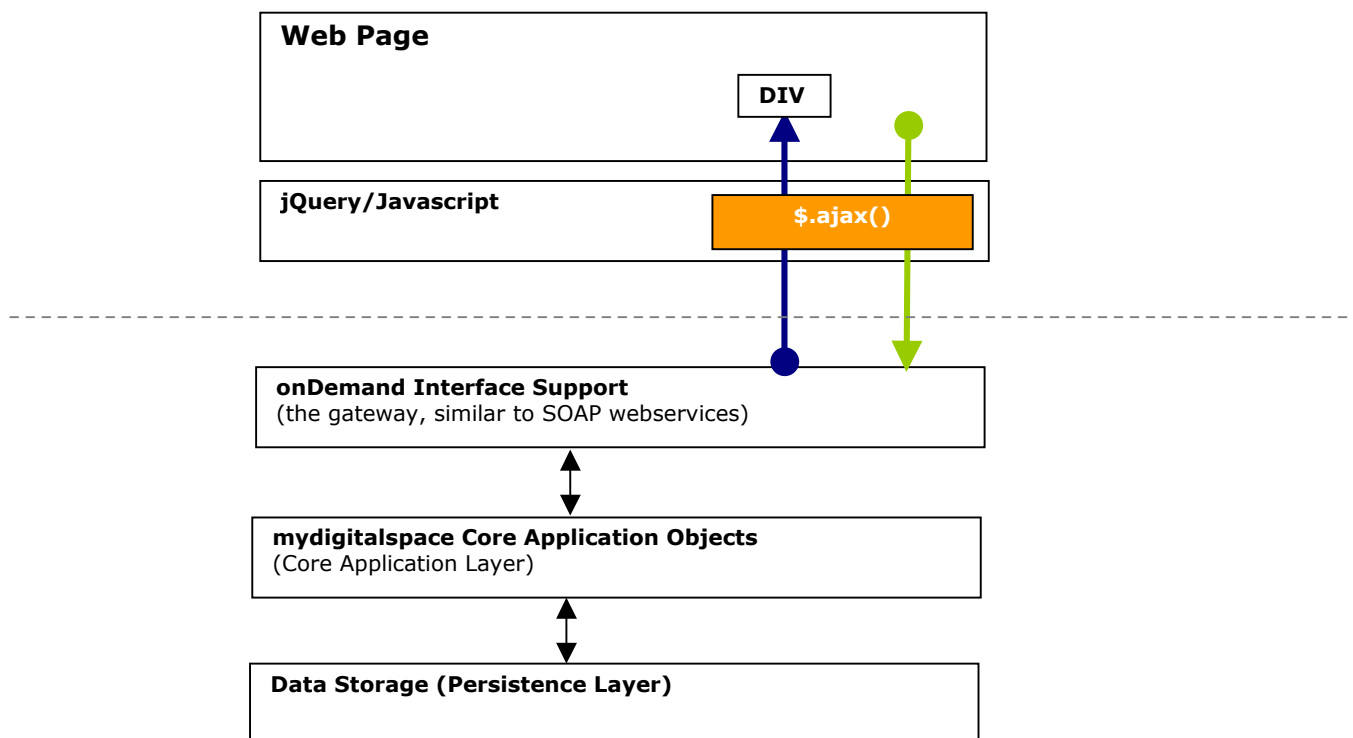 Web Page
DIV
jQuery/Javascript
$.ajax()
onDemand Interface Support
(the gateway, similar to SOAP webservices)
mydigitalspace Core Application Objects
(Core Application Layer)
Data Storage (Persistence Layer)